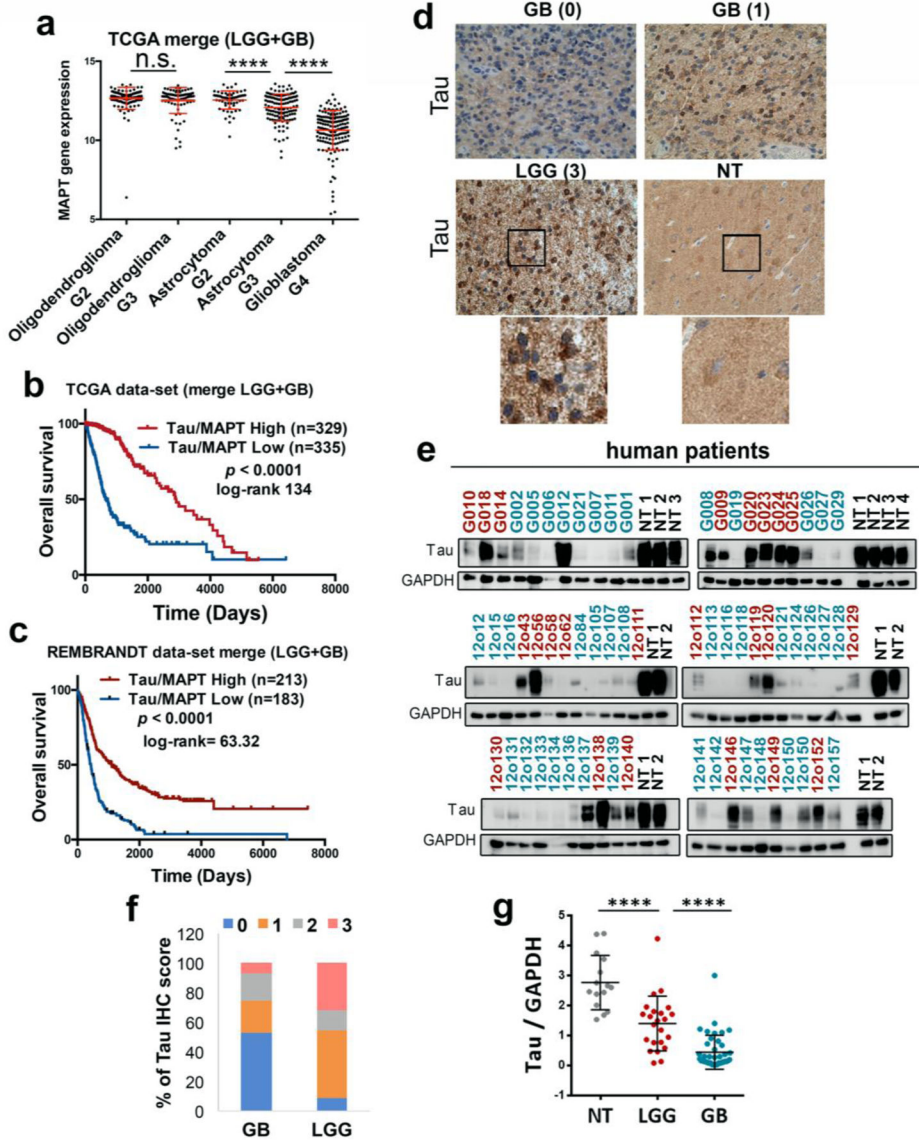 a
TCGA merge (LGG+GB)
n.s.
****
****
MAPT gene expression
15
10
5
Oligodendroglioma
G2
Oligodendroglioma
G3
Astrocytoma
G2
Astrocytoma
G3
Glioblastoma
G4
b
TCGA data-set (merge LGG+GB)
Overall survival
100
50
0
Tau/MAPT High (n=329)
Tau/MAPT Low (n=335)
p < 0.0001
log-rank 134
0
2000
4000
6000
8000
Time (Days)
c
REMBRANDT data-set merge (LGG+GB)
Overall survival
100
50
0
Tau/MAPT High (n=213)
Tau/MAPT Low (n=183)
p < 0.0001
log-rank= 63.32
0
2000
4000
6000
8000
Time (Days)
d
GB (0)
GB (1)
Tau
LGG (3)
NT
Tau
e
human patients
G010
G018
G014
G002
G005
G006
G012
G021
G007
G011
G001
NT 1
NT 2
NT 3
Tau
GAPDH
G008
G009
G019
G020
G023
G024
G025
G026
G027
G029
NT 1
NT 2
NT 3
NT 4
12o12
12o15
12o16
12o43
12o56
12o58
12o62
12o84
12o105
12o107
12o108
12o111
NT 1
NT 2
Tau
GAPDH
12o112
12o113
12o116
12o118
12o119
12o120
12o121
12o124
12o126
12o127
12o128
12o129
NT 1
NT 2
12o130
12o131
12o132
12o133
12o134
12o136
12o137
12o138
12o139
12o140
NT 1
NT 2
Tau
GAPDH
12o141
12o142
12o146
12o147
12o148
12o149
12o150
12o150
12o152
12o157
NT 1
NT 2
f
0
1
2
3
% of Tau IHC score
120
100
80
60
40
20
0
GB
LGG
g
****
****
Tau / GAPDH
5
4
3
2
1
0
-1
NT
LGG
GB